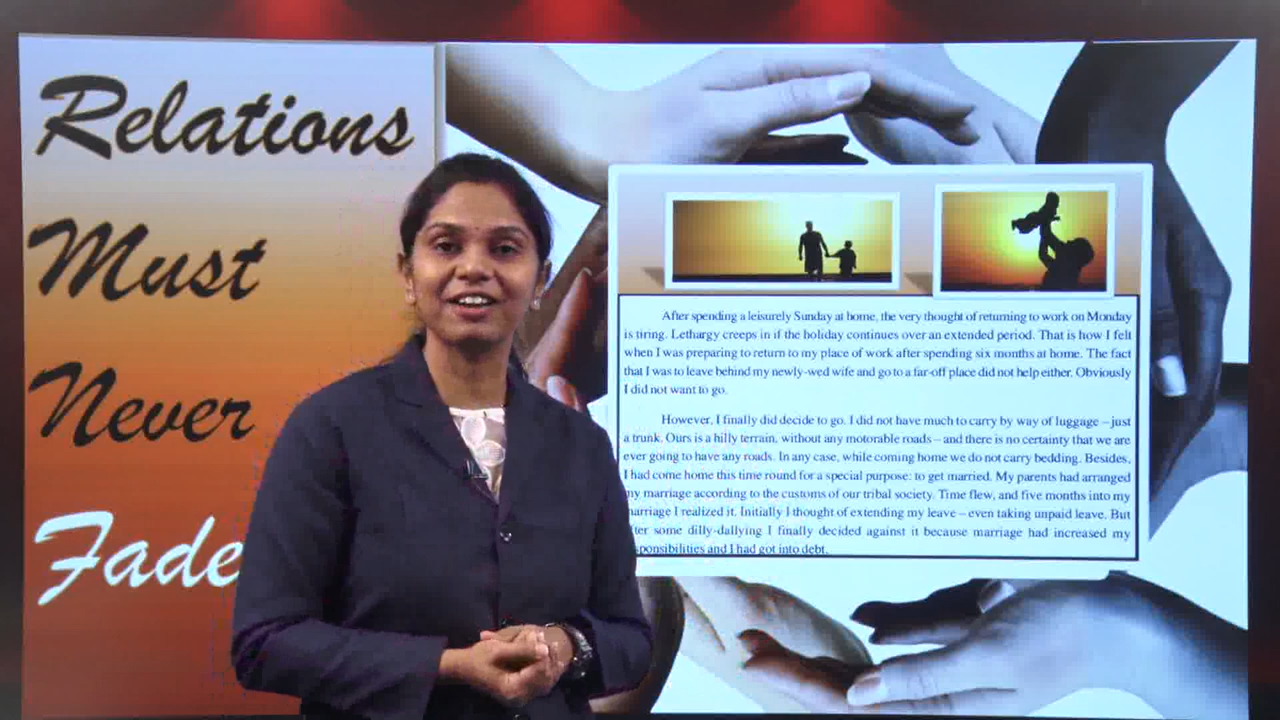 Relations
Must
Never
Fade
After spending a leisurely Sunday at home, the very thought of returning to work on Monday
is tiring. Lethargy creeps in if the holiday continues over an extended period. That is how I felt
when I was preparing to return to my place of work after spending six months at home. The fact
that I was to leave behind my newly-wed wife and go to a far-off place did not help either. Obviously
I did not want to go.
However, I finally did decide to go. I did not have much to carry by way of luggage – just
a trunk. Ours is a hilly terrain, without any motorable roads – and there is no certainty that we are
ever going to have any roads. In any case, while coming home we do not carry bedding. Besides,
I had come home this time round for a special purpose: to get married. My parents had arranged
my marriage according to the customs of our tribal society. Time flew, and five months into my
marriage I realized it. Initially I thought of extending my leave – even taking unpaid leave. But
ter some dilly-dallying I finally decided against it because marriage had increased my
sponsibilities and I had got into debt.